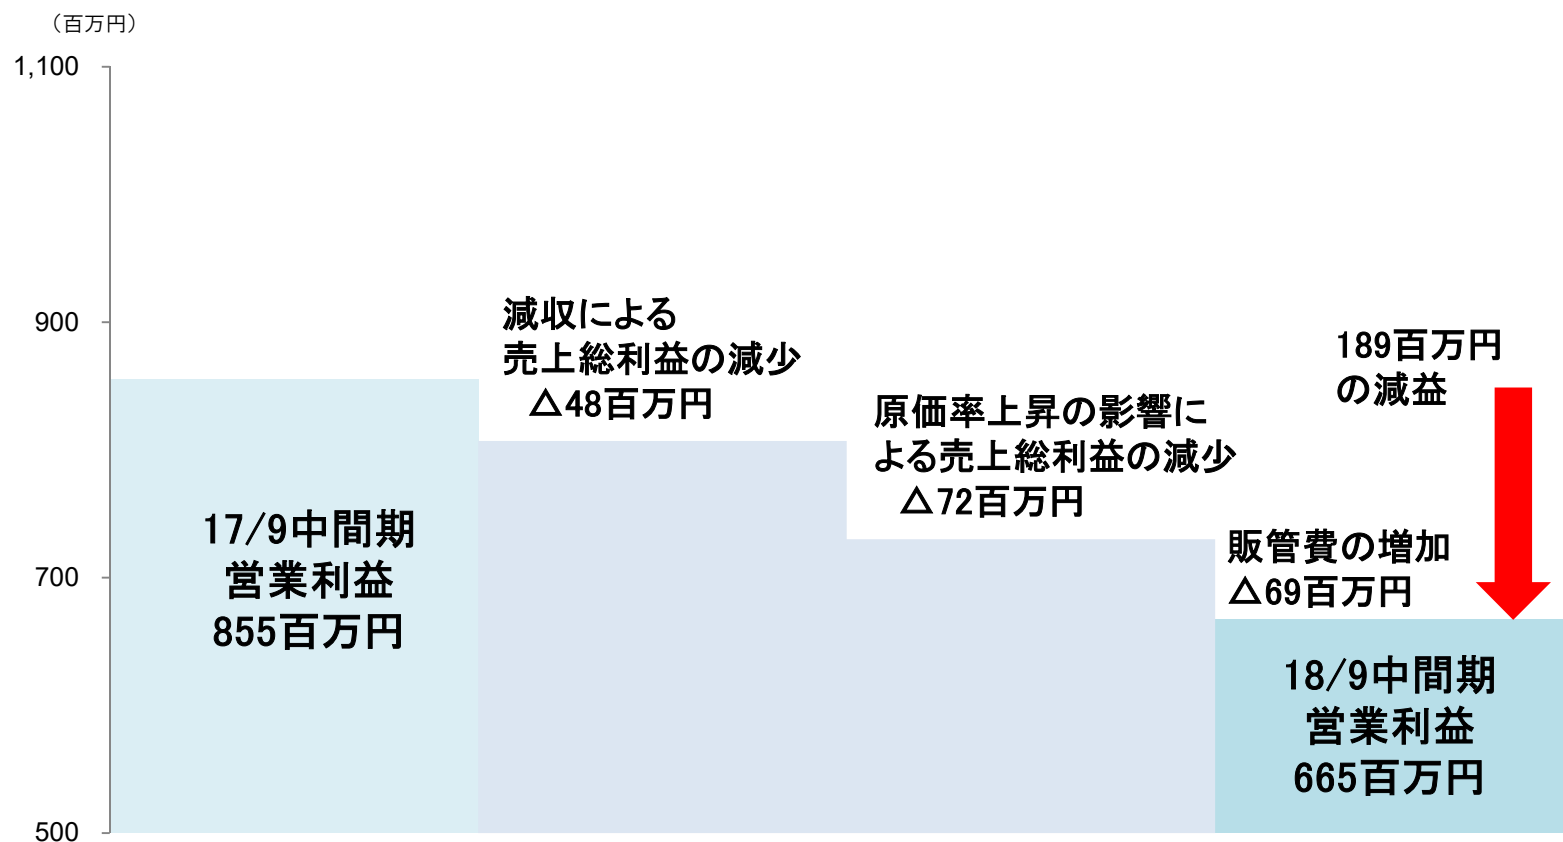 （百万円）
1,100
900
700
500
17/9中間期
営業利益
855百万円
減収による
売上総利益の減少
△48百万円
原価率上昇の影響に
よる売上総利益の減少
△72百万円
販管費の増加
△69百万円
189百万円
の減益
18/9中間期
営業利益
665百万円